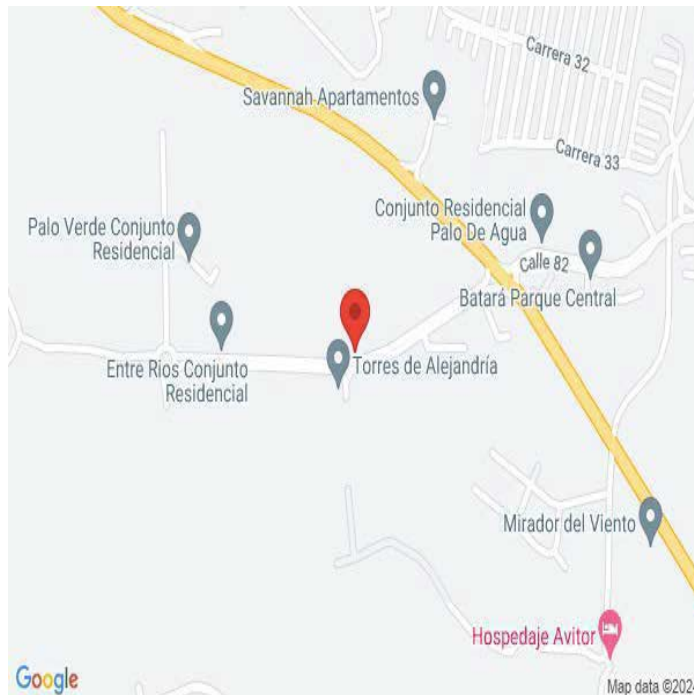 Carrera 32
Savannah Apartamentos
Carrera 33
Conjunto Residencial
Palo De Agua
Palo Verde Conjunto
Residencial
Calle 82
Batará Parque Central
Entre Rios Conjunto
Residencial
Torres de Alejandría
Mirador del Viento
Hospedaje Avitor
Google
Map data ©202